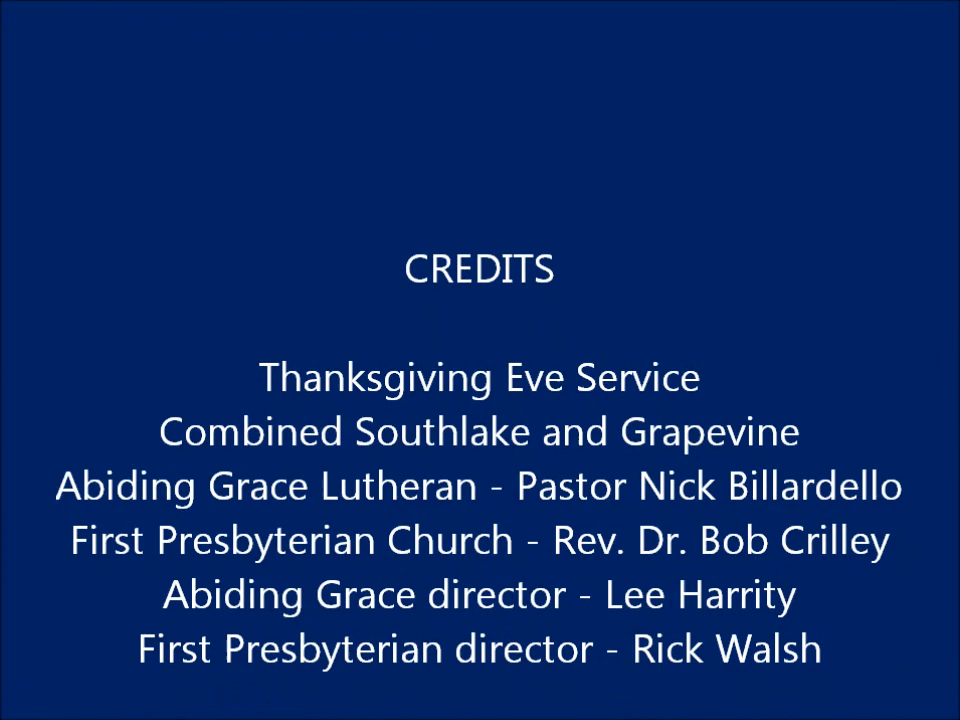 CREDITS
Thanksgiving Eve Service
Combined Southlake and Grapevine
Abiding Grace Lutheran - Pastor Nick Billardello
First Presbyterian Church - Rev. Dr. Bob Crilley
Abiding Grace director - Lee Harrity
First Presbyterian director - Rick Walsh